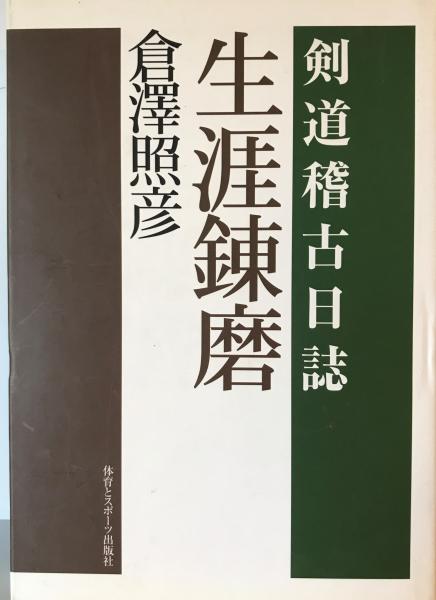 剣道稽古日誌
生涯錬磨
倉澤照彦
体育とスポーツ出版社